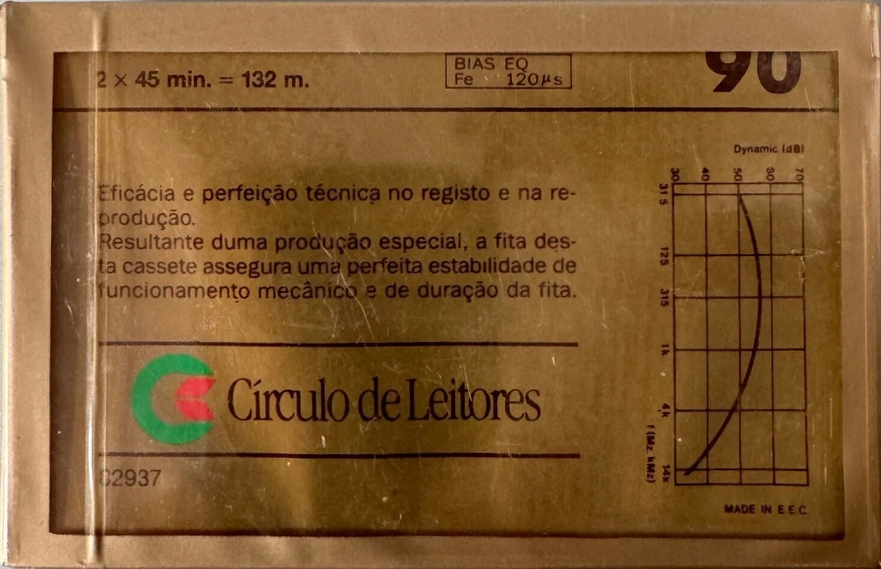 2 × 45 min. = 132 m.
BIAS EQ
Fe 120µs
90
Eficácia e perfeição técnica no registo e na re-
produção.
Resultante duma produção especial, a fita des-
ta cassete assegura uma perfeita estabilidade de
funcionamento mecânico e de duração da fita.
Círculo de Leitores
82937
Dynamic (dB)
30 40 50 60 70
31 5
125
315
1k
4k
14k
f (Mz, kMz)
MADE IN E.E.C.